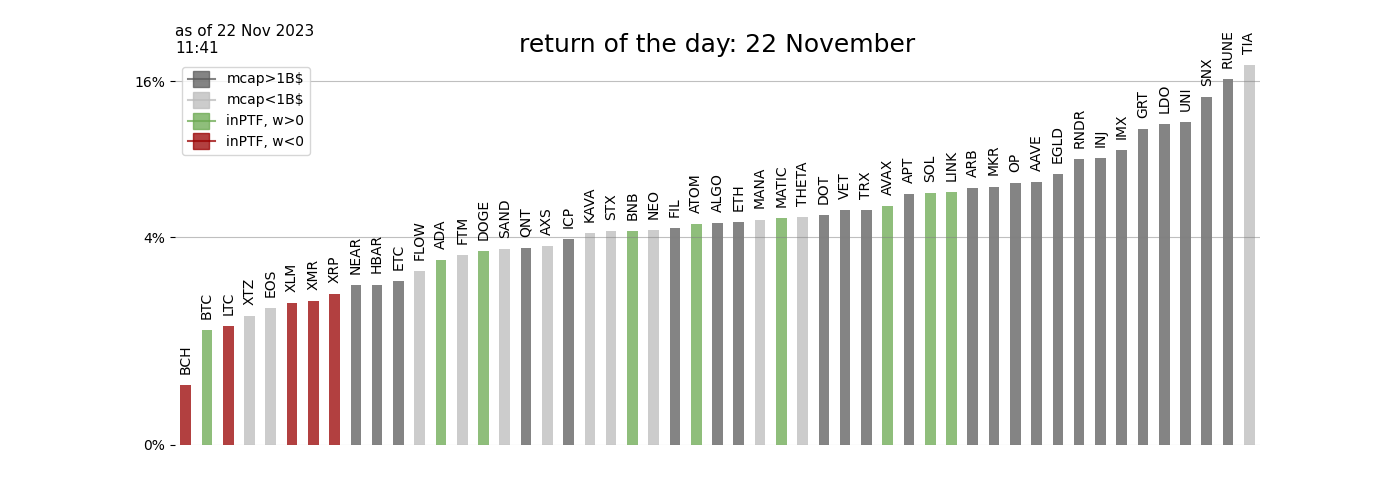 as of 22 Nov 2023
11:41
return of the day: 22 November
16%
4%
0%
mcap>1B$
mcap<1B$
inPTF, w>0
inPTF, w<0
BCH
BTC
LTC
XTZ
EOS
XLM
XMR
XRP
NEAR
HBAR
ETC
FLOW
ADA
FTM
DOGE
SAND
QNT
AXS
ICP
KAVA
STX
BNB
NEO
FIL
ATOM
ALGO
ETH
MANA
MATIC
THETA
DOT
VET
TRX
AVAX
APT
SOL
LINK
ARB
MKR
OP
AAVE
EGLD
RNDR
INJ
IMX
GRT
LDO
UNI
SNX
RUNE
TIA